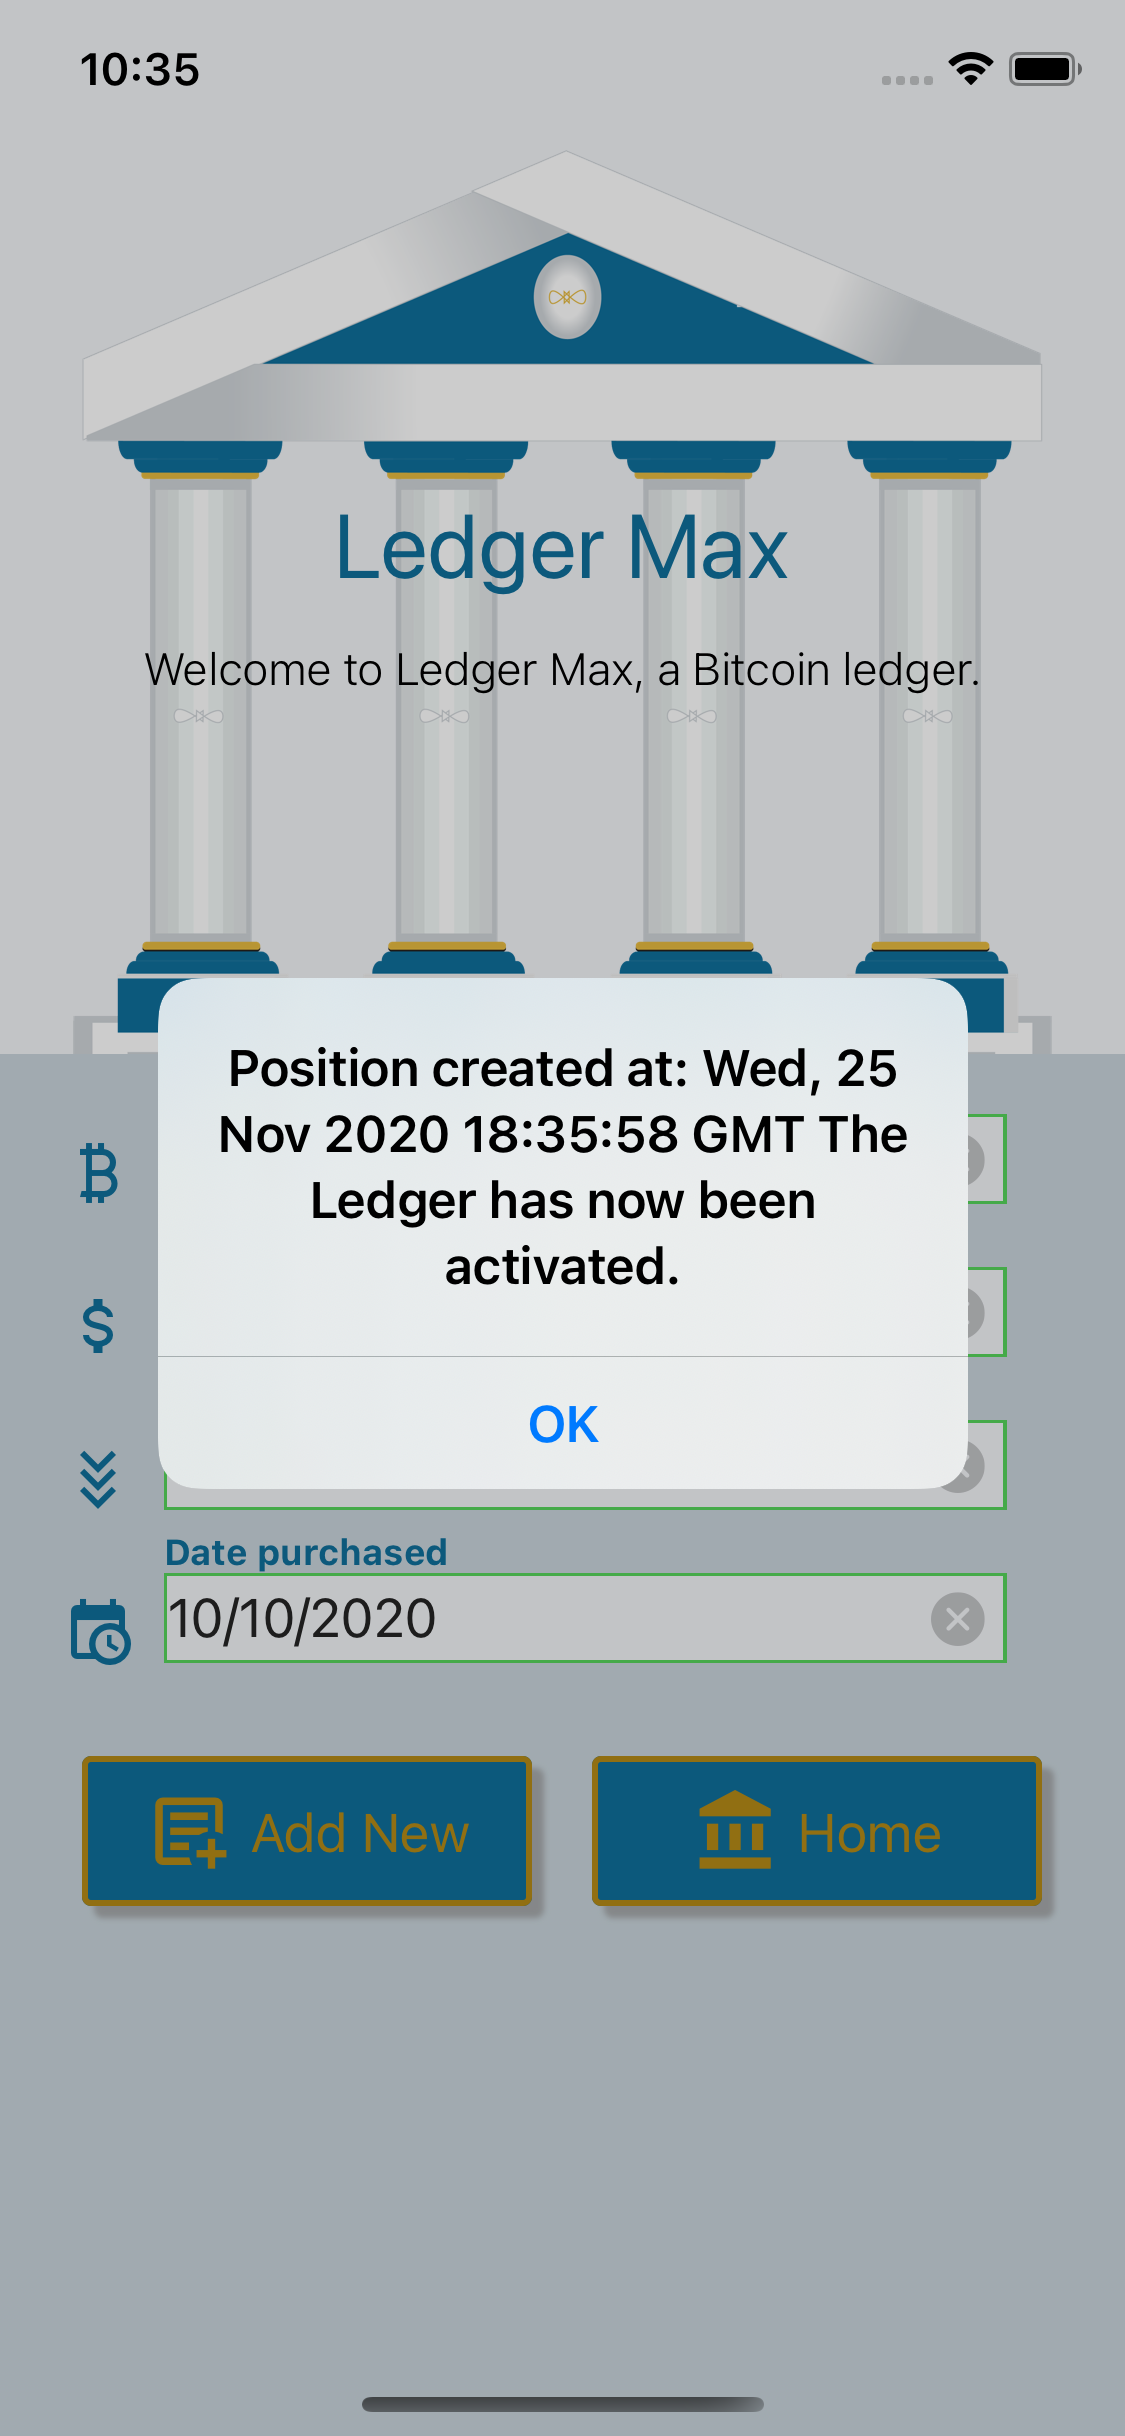 10:35
Ledger Max
Welcome to Ledger Max, a Bitcoin ledger.
Position created at: Wed, 25
Nov 2020 18:35:58 GMT The
Ledger has now been
activated.
OK
Date purchased
10/10/2020
Add New
Home